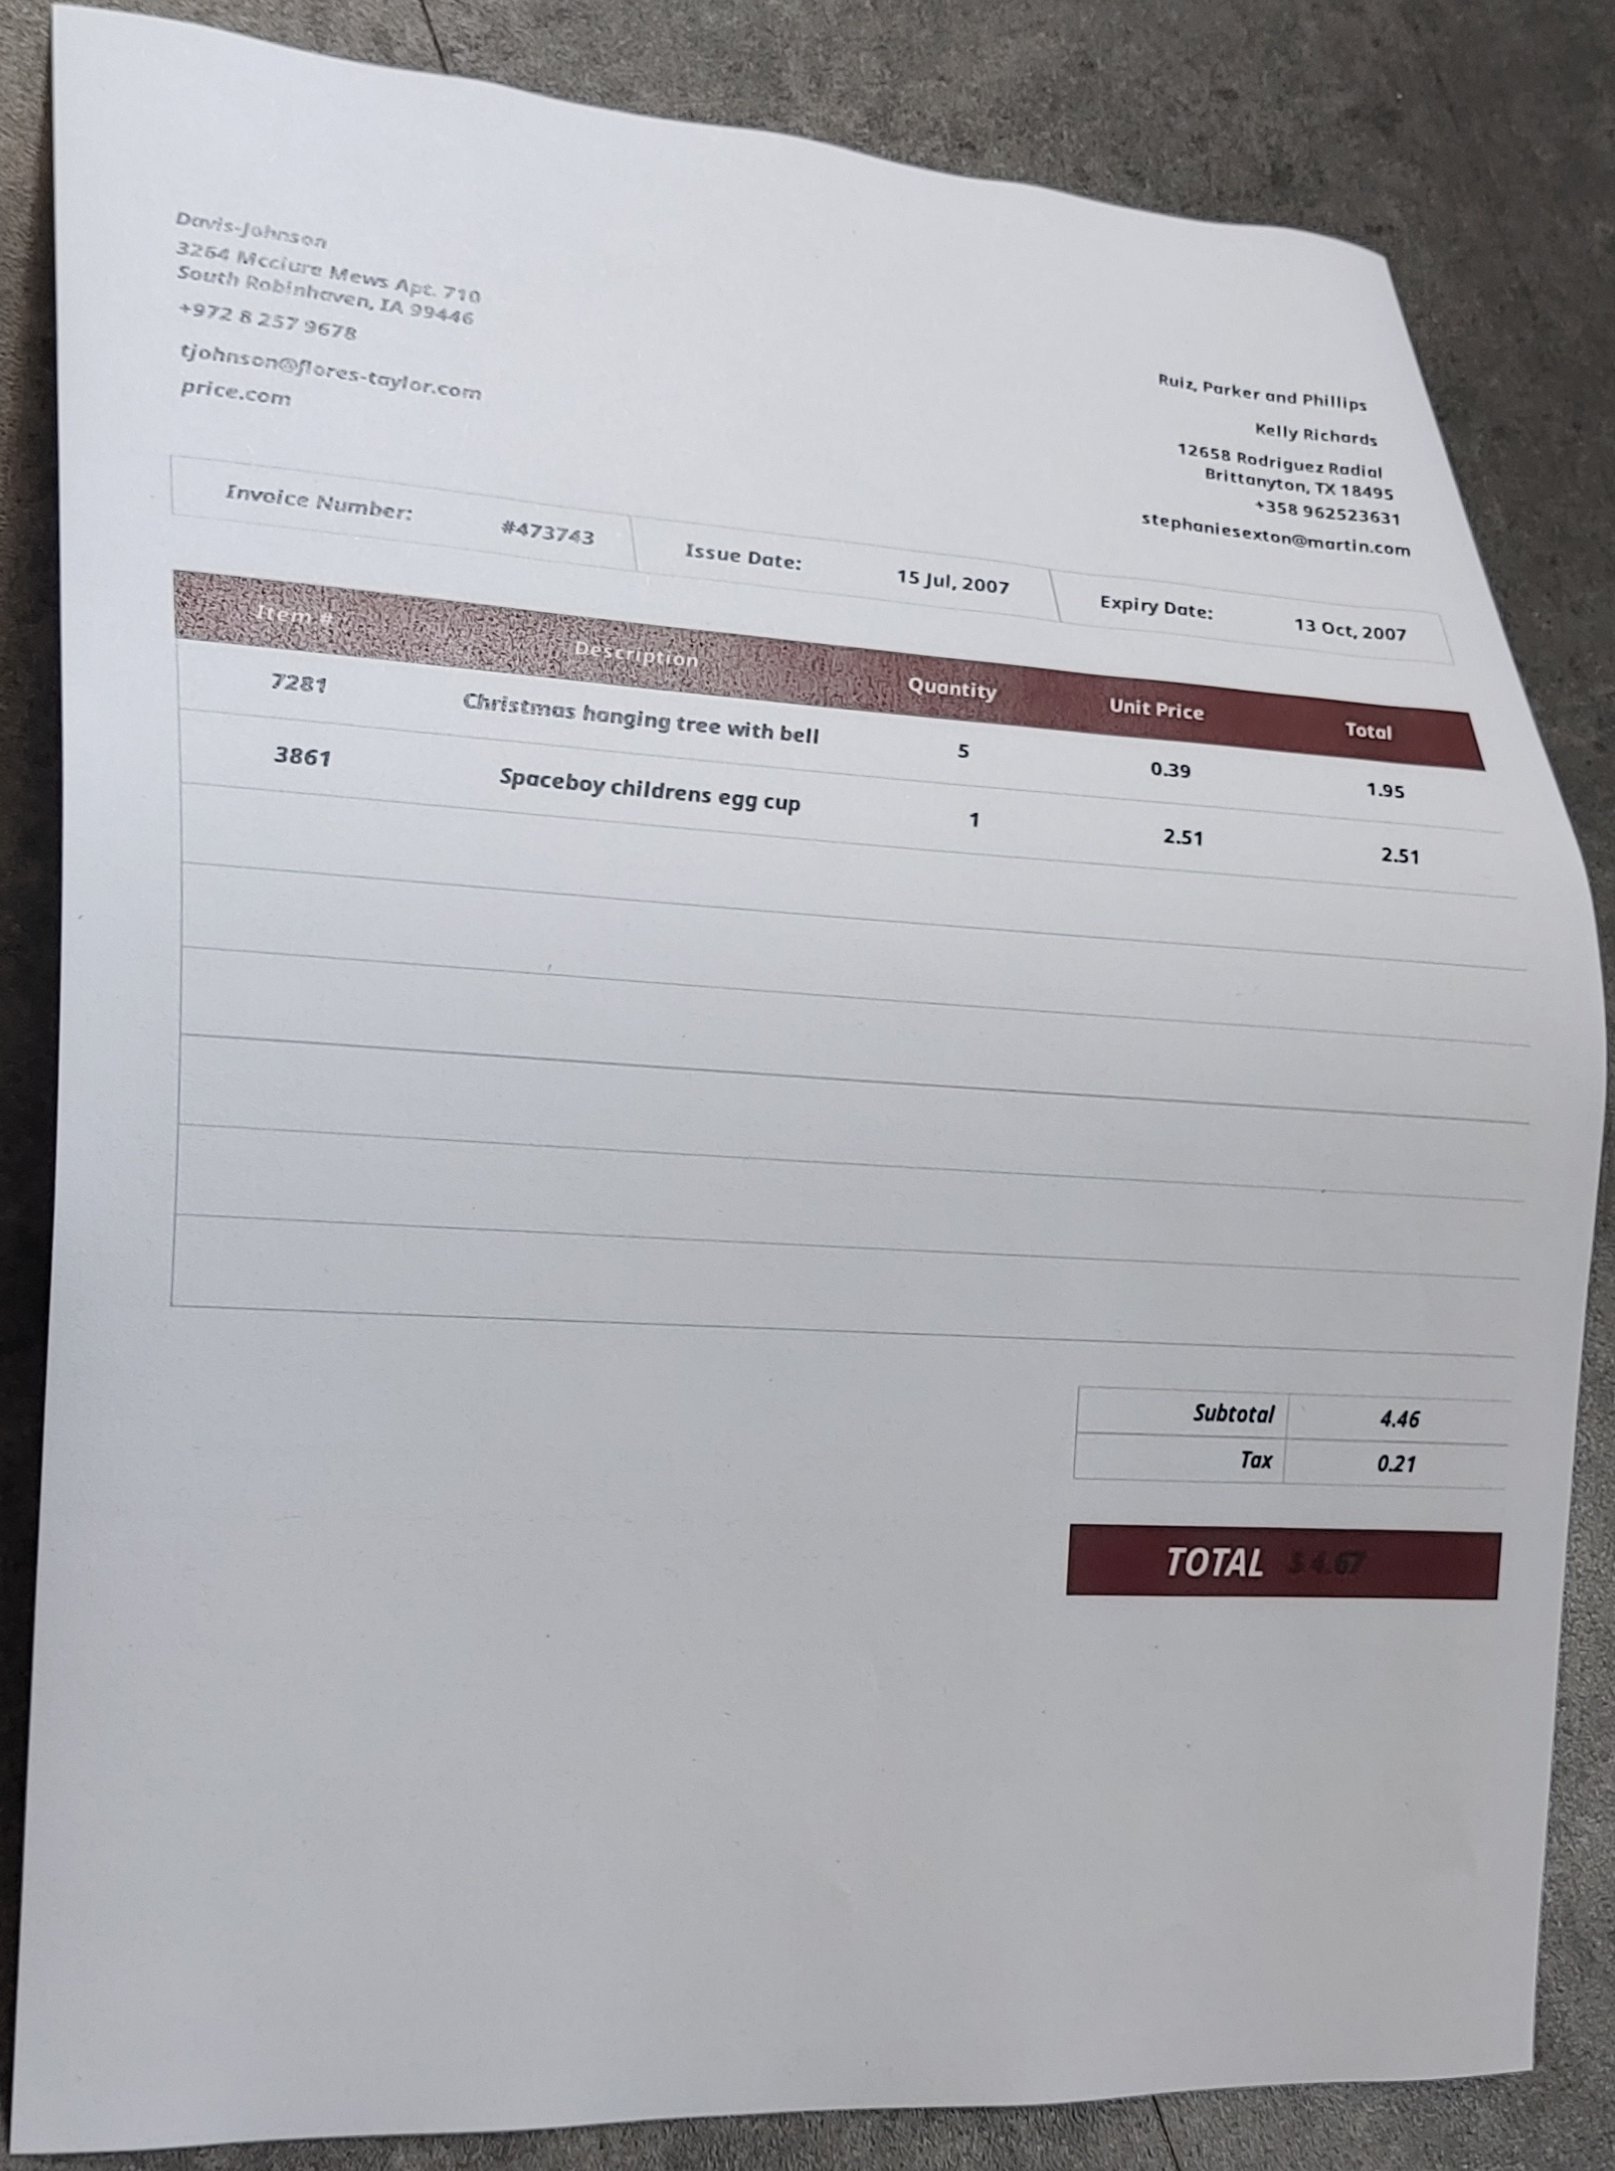 Davis-Johnson
3264 Mcclure Mews Apt. 710
South Robinhaven, IA 99446
+972 8 257 9678
tjohnson@flores-taylor.com
price.com
Ruiz, Parker and Phillips
Kelly Richards
12658 Rodriguez Radial
Brittanyton, TX 18495
+358 962523631
stephaniesexton@martin.com
Invoice Number: #473743 Issue Date: 15 Jul, 2007 Expiry Date: 13 Oct, 2007
Item # Description Quantity Unit Price Total
7281 Christmas hanging tree with bell 5 0.39 1.95
3861 Spaceboy childrens egg cup 1 2.51 2.51
Subtotal 4.46
Tax 0.21
TOTAL $ 4.67